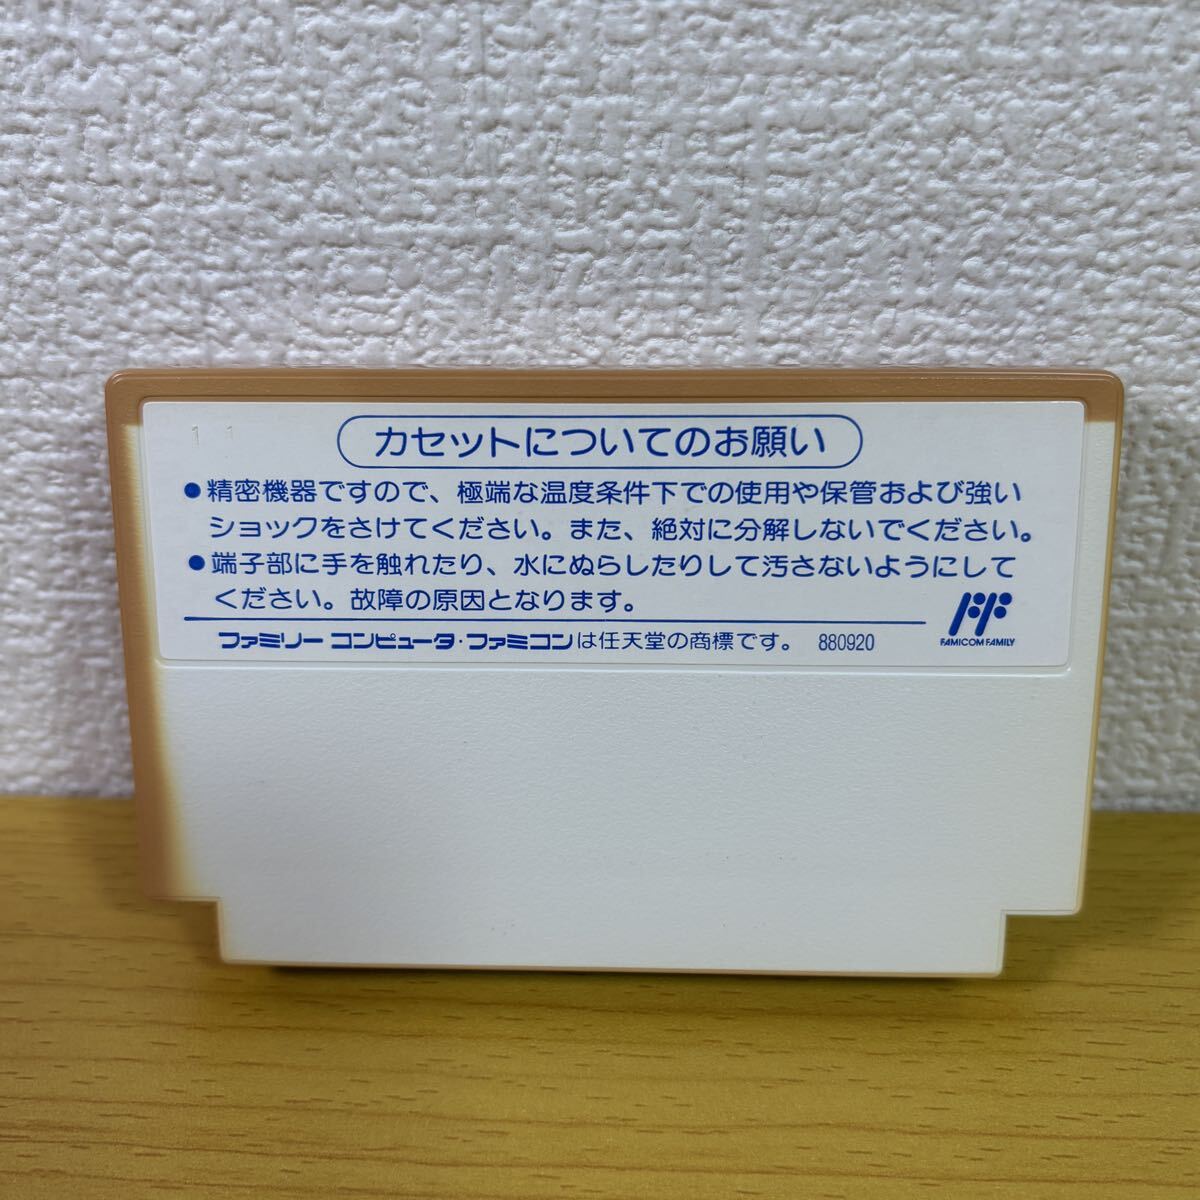 1 1
カセットについてのお願い
●精密機器ですので、極端な温度条件下での使用や保管および強い
ショックをさけてください。また、絶対に分解しないでください。
●端子部に手を触れたり、水にぬらしたりして汚さないようにして
ください。故障の原因となります。
FF
FAMICOM FAMILY
ファミリーコンピュータ・ファミコンは任天堂の商標です。 880920